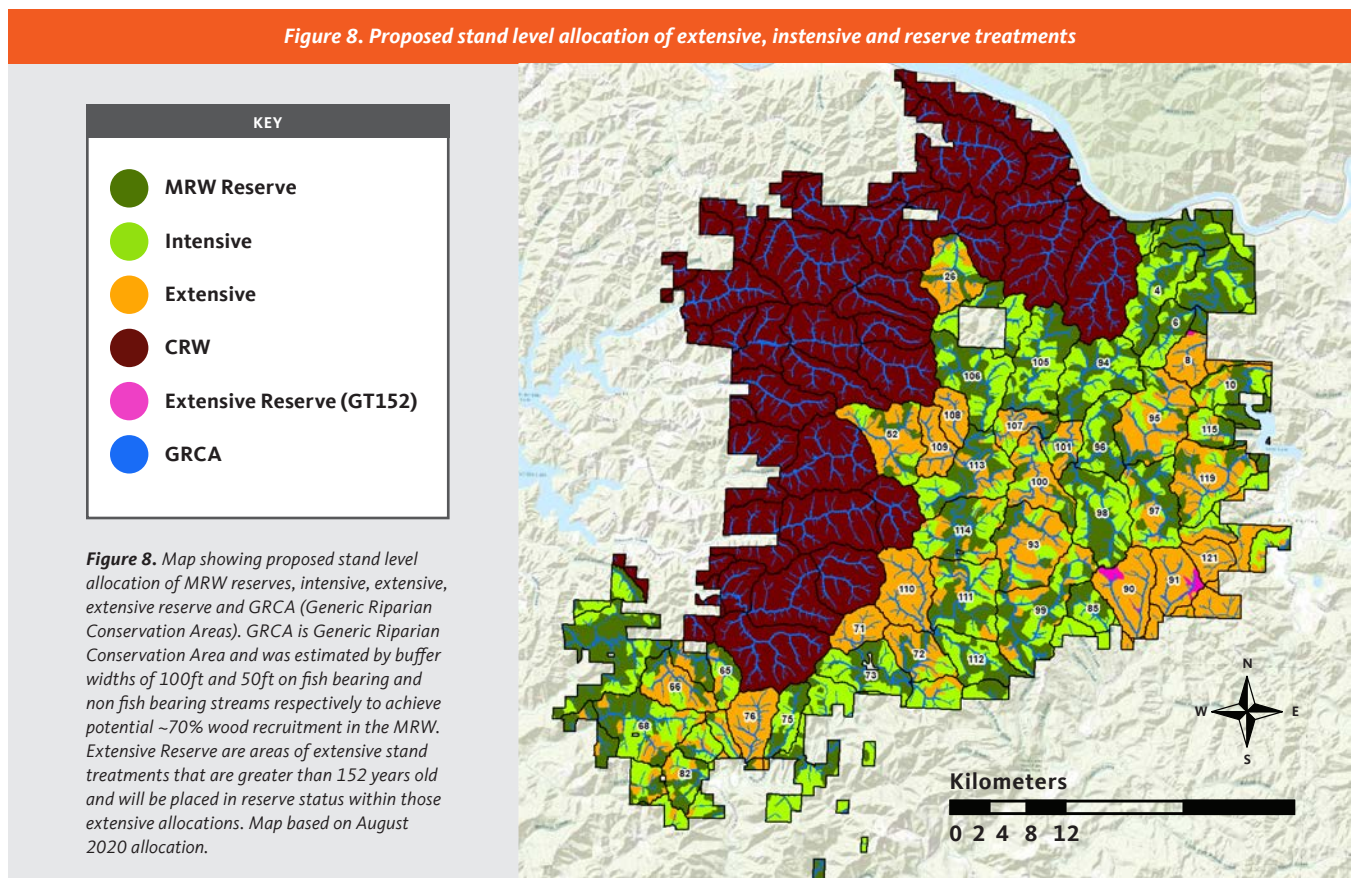 Figure 8. Proposed stand level allocation of extensive, instensive and reserve treatments
KEY
MRW Reserve
Intensive
Extensive
CRW
Extensive Reserve (GT152)
GRCA
Figure 8. Map showing proposed stand level
allocation of MRW reserves, intensive, extensive,
extensive reserve and GRCA (Generic Riparian
Conservation Areas). GRCA is Generic Riparian
Conservation Area and was estimated by buffer
widths of 100ft and 50ft on fish bearing and
non fish bearing streams respectively to achieve
potential ~70% wood recruitment in the MRW.
Extensive Reserve are areas of extensive stand
treatments that are greater than 152 years old
and will be placed in reserve status within those
extensive allocations. Map based on August
2020 allocation.
26
4
6
8
105
94
106
10
108
95
107
52
115
109
101
96
113
119
100
98
97
114
93
121
91
110
90
111
99
85
71
72
112
73
65
66
76
75
68
82
N
W E
S
Kilometers
0 2 4 8 12